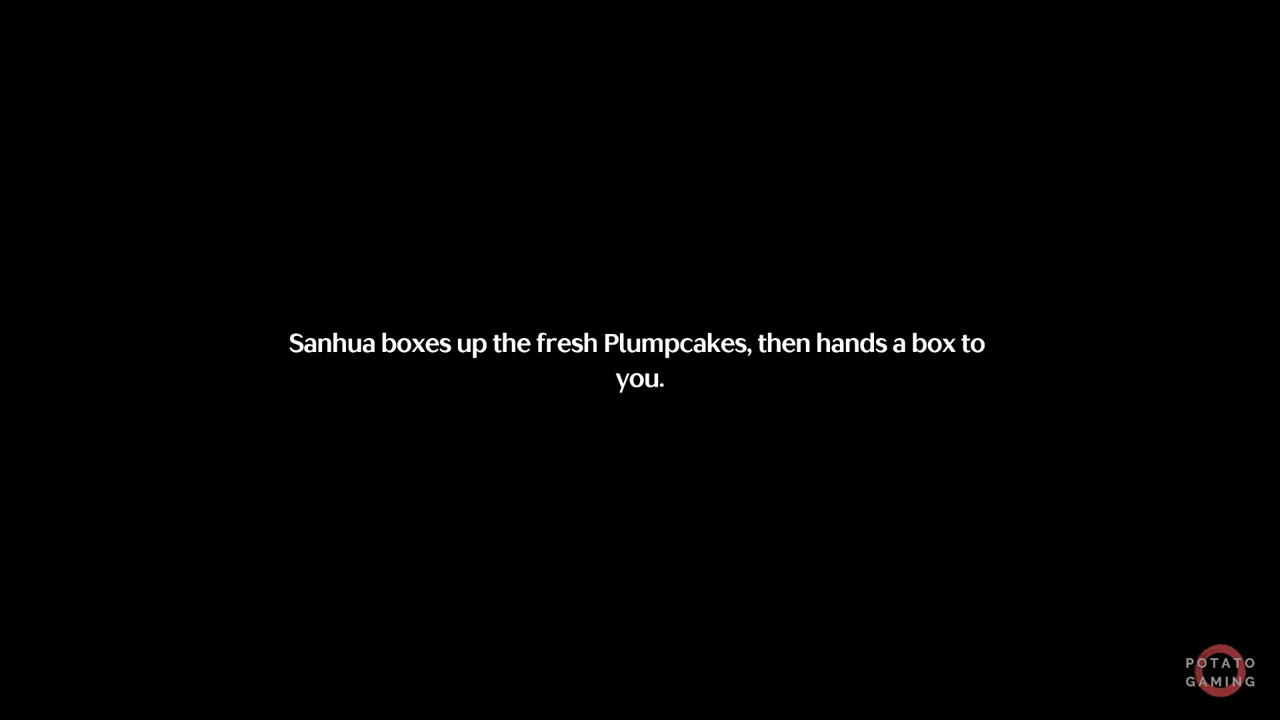 Sanhua boxes up the fresh Plumpcakes, then hands a box to
you.
POTATO
GAMING